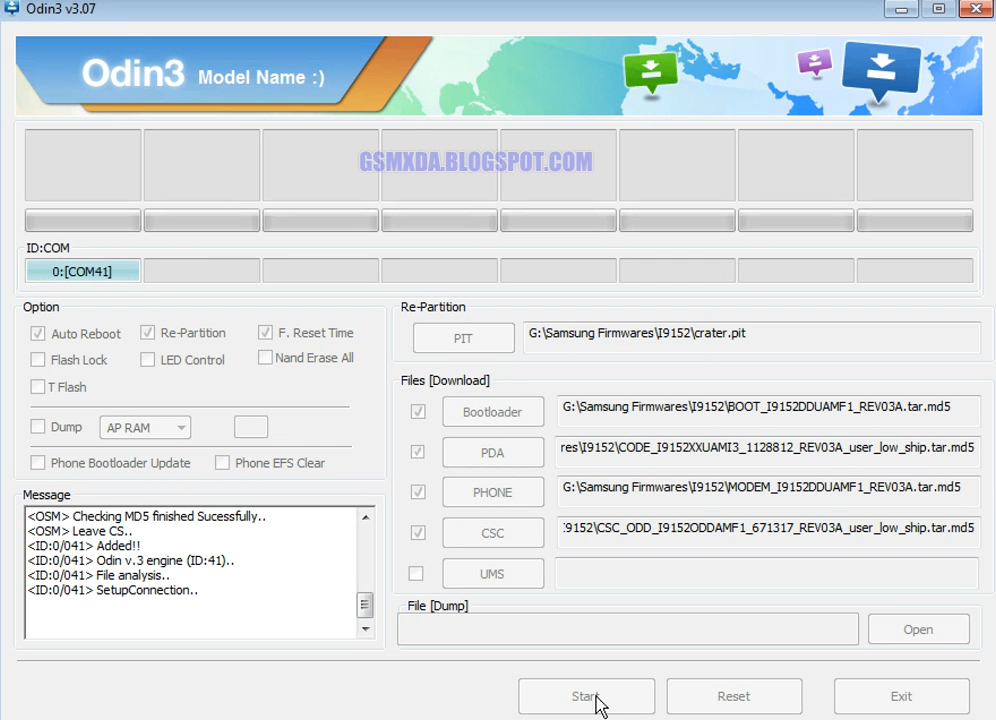 Odin3 v3.07
Odin3 Model Name :)
GSMXDA.BLOGSPOT.COM
ID:COM
0:[COM41]
Option
Auto Reboot
Re-Partition
F. Reset Time
Flash Lock
LED Control
Nand Erase All
T Flash
Dump
AP RAM
Phone Bootloader Update
Phone EFS Clear
Message
<OSM> Checking MD5 finished Sucessfully..
<OSM> Leave CS..
<ID:0/041> Added!!
<ID:0/041> Odin v.3 engine (ID:41)..
<ID:0/041> File analysis..
<ID:0/041> SetupConnection..
Re-Partition
PIT
G:\Samsung Firmwares\I9152\crater.pit
Files [Download]
Bootloader
G:\Samsung Firmwares\I9152\BOOT_I9152DDUAMF1_REV03A.tar.md5
PDA
res\I9152\CODE_I9152XXUAMI3_1128812_REV03A_user_low_ship.tar.md5
PHONE
G:\Samsung Firmwares\I9152\MODEM_I9152DDUAMF1_REV03A.tar.md5
CSC
I9152\CSC_ODD_I9152ODDAMF1_671317_REV03A_user_low_ship.tar.md5
UMS
File [Dump]
Open
Start
Reset
Exit